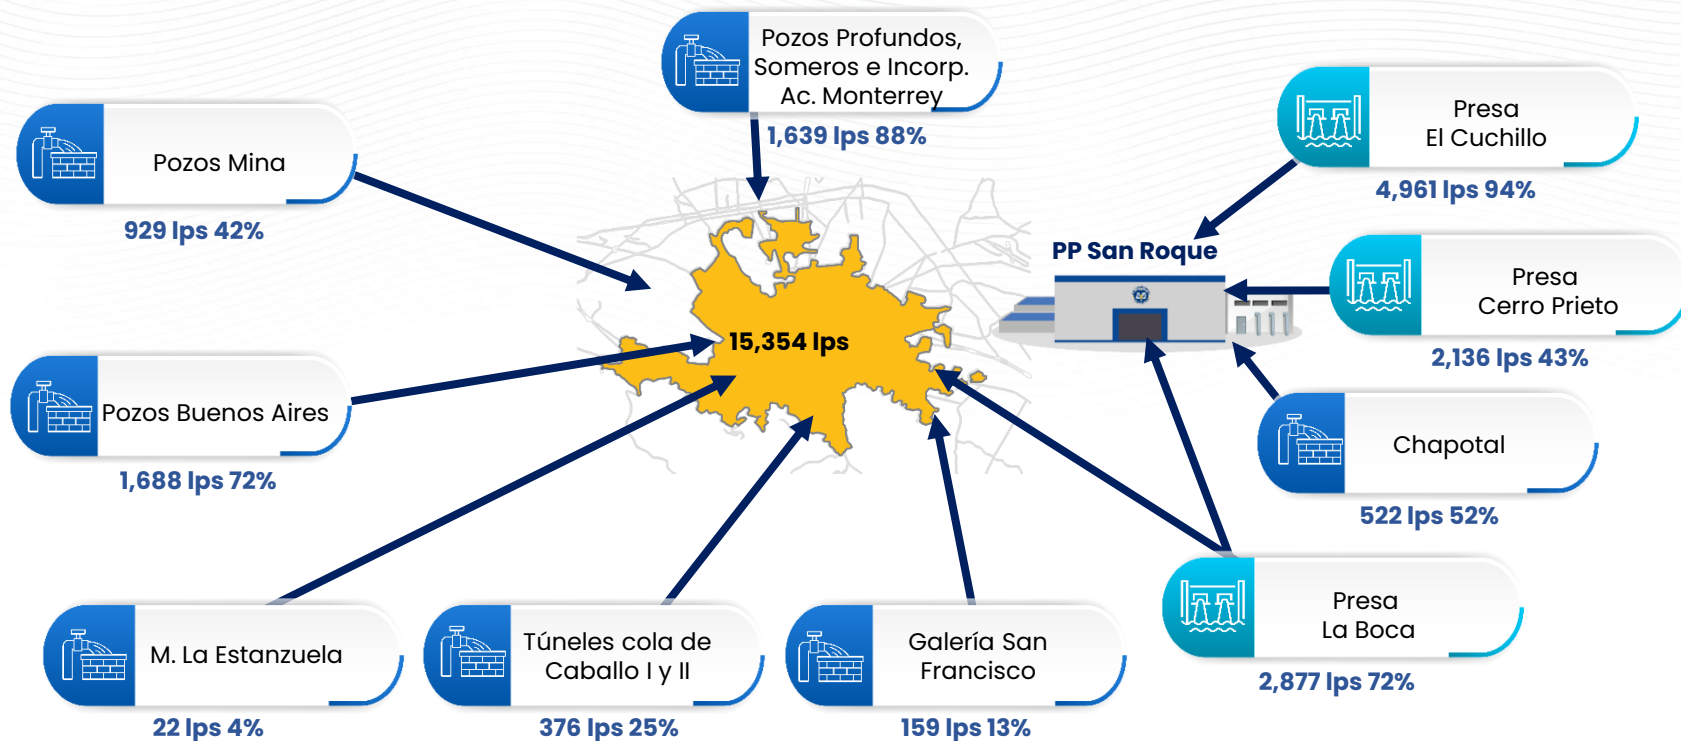 Pozos Profundos,
Someros e Incorp.
Ac. Monterrey
1,639 lps 88%
Pozos Mina
929 lps 42%
Presa
El Cuchillo
4,961 lps 94%
PP San Roque
Presa
Cerro Prieto
2,136 lps 43%
15,354 lps
Pozos Buenos Aires
1,688 lps 72%
Chapotal
522 lps 52%
M. La Estanzuela
22 lps 4%
Túneles cola de
Caballo I y II
376 lps 25%
Galería San
Francisco
159 lps 13%
Presa
La Boca
2,877 lps 72%